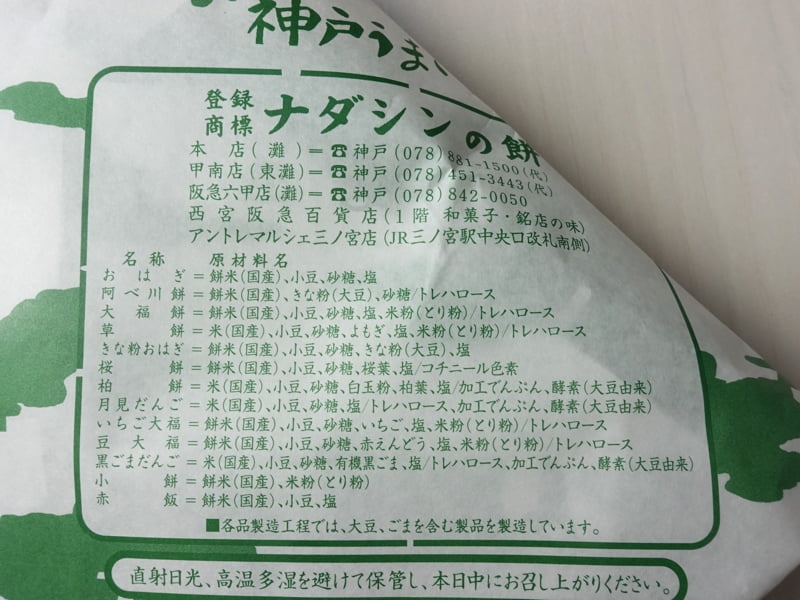 神戸うま
登録商標 ナダシンの餅
本店(灘)=☎神戸(078)881-1500(代)
甲南店(東灘)=☎神戸(078)451-3443(代)
阪急六甲店(灘)=☎神戸(078)842-0050
西宮阪急百貨店(1階 和菓子・銘店の味)
アントレマルシェ三ノ宮店(JR三ノ宮駅中央口改札南側)
名称 原材料名
おはぎ=餅米(国産)、小豆、砂糖、塩
阿べ川餅=餅米(国産)、きな粉(大豆)、砂糖/トレハロース
大福餅=餅米(国産)、小豆、砂糖、塩、米粉(とり粉)/トレハロース
草餅=米(国産)、小豆、砂糖、よもぎ、塩、米粉(とり粉)/トレハロース
きな粉おはぎ=餅米(国産)、小豆、砂糖、きな粉(大豆)、塩
桜餅=餅米(国産)、小豆、砂糖、桜葉、塩/コチニール色素
柏餅=米(国産)、小豆、砂糖、白玉粉、柏葉、塩/加工でんぷん、酵素(大豆由来)
月見だんご=米(国産)、小豆、砂糖、塩/トレハロース、加工でんぷん、酵素(大豆由来)
いちご大福=餅米(国産)、小豆、砂糖、いちご、塩、米粉(とり粉)/トレハロース
豆大福=餅米(国産)、小豆、砂糖、赤えんどう、塩、米粉(とり粉)/トレハロース
黒ごまだんご=米(国産)、小豆、砂糖、有機黒ごま、塩/トレハロース、加工でんぷん、酵素(大豆由来)
小餅=餅米(国産)、米粉(とり粉)
赤飯=餅米(国産)、小豆、塩
■各品製造工程では、大豆、ごまを含む製品を製造しています。
直射日光、高温多湿を避けて保管し、本日中にお召し上がりください。